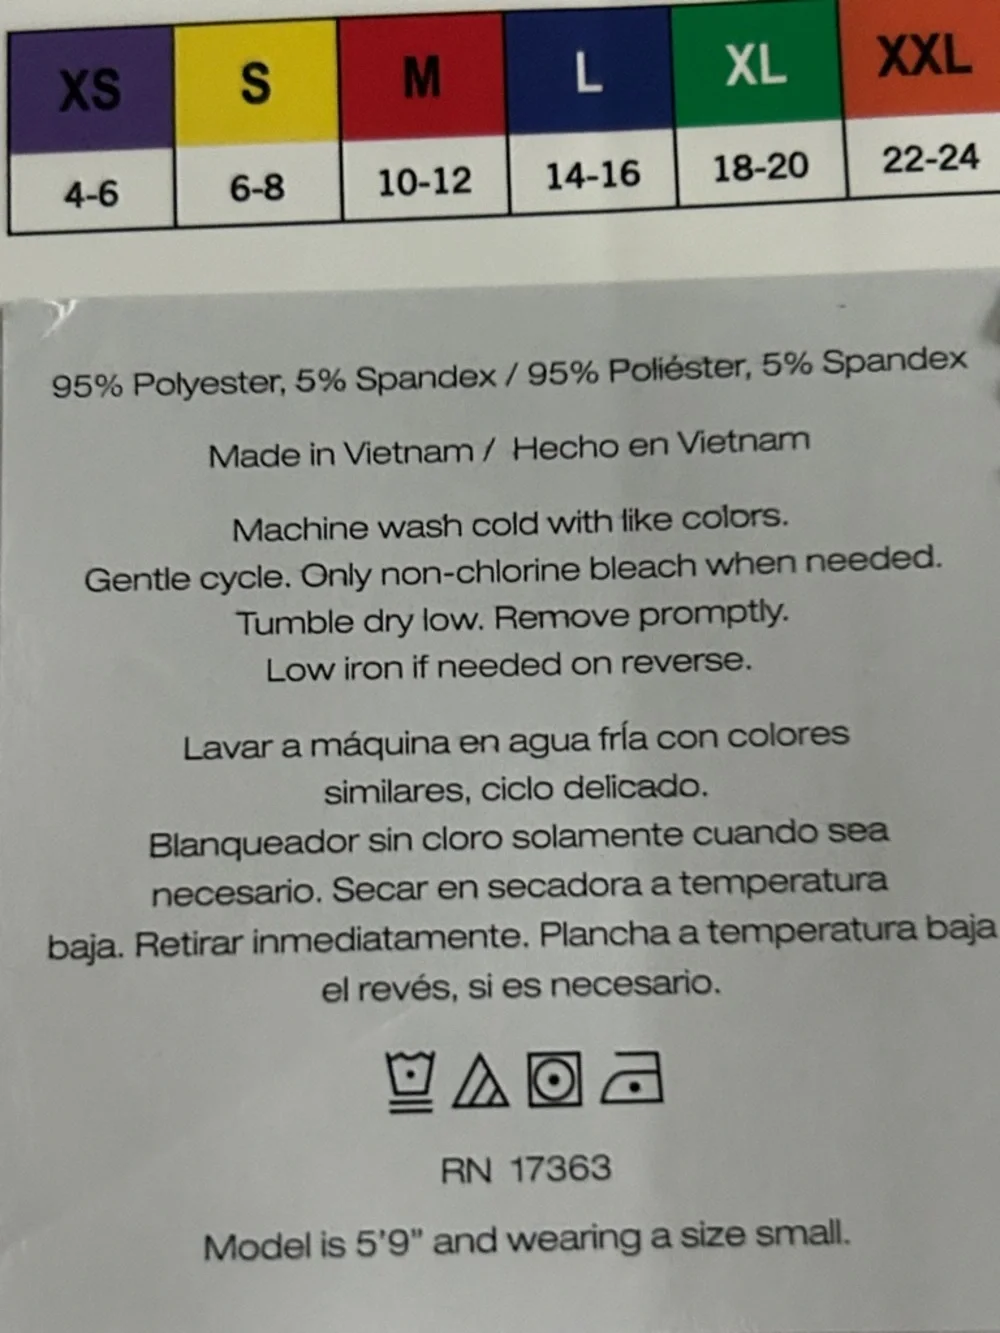 XS S M L XL XXL
4-6 6-8 10-12 14-16 18-20 22-24
95% Polyester, 5% Spandex / 95% Poliéster, 5% Spandex
Made in Vietnam / Hecho en Vietnam
Machine wash cold with like colors.
Gentle cycle. Only non-chlorine bleach when needed.
Tumble dry low. Remove promptly.
Low iron if needed on reverse.
Lavar a máquina en agua fría con colores
similares, ciclo delicado.
Blanqueador sin cloro solamente cuando sea
necesario. Secar en secadora a temperatura
baja. Retirar inmediatamente. Plancha a temperatura baja
el revés, si es necesario.
RN 17363
Model is 5'9" and wearing a size small.